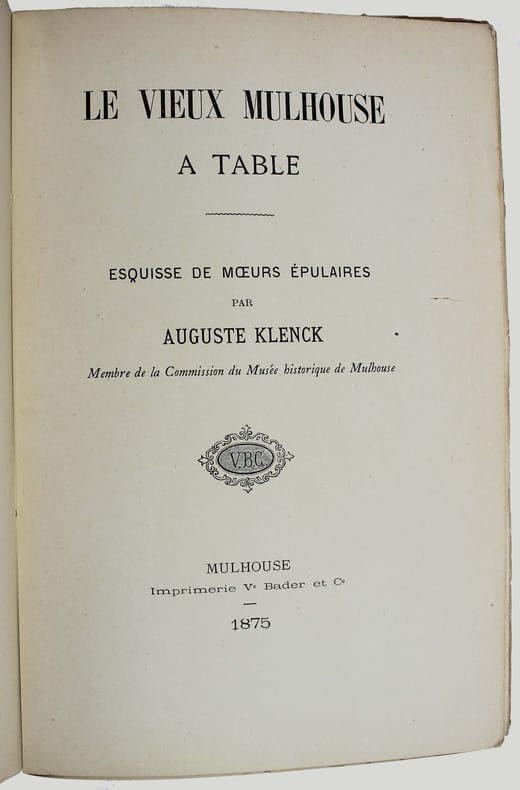 LE VIEUX MULHOUSE
A TABLE
ESQUISSE DE MŒURS ÉPULAIRES
PAR
AUGUSTE KLENCK
Membre de la Commission du Musée historique de Mulhouse
V.B.C.
MULHOUSE
Imprimerie Ve Bader et Ce
1875